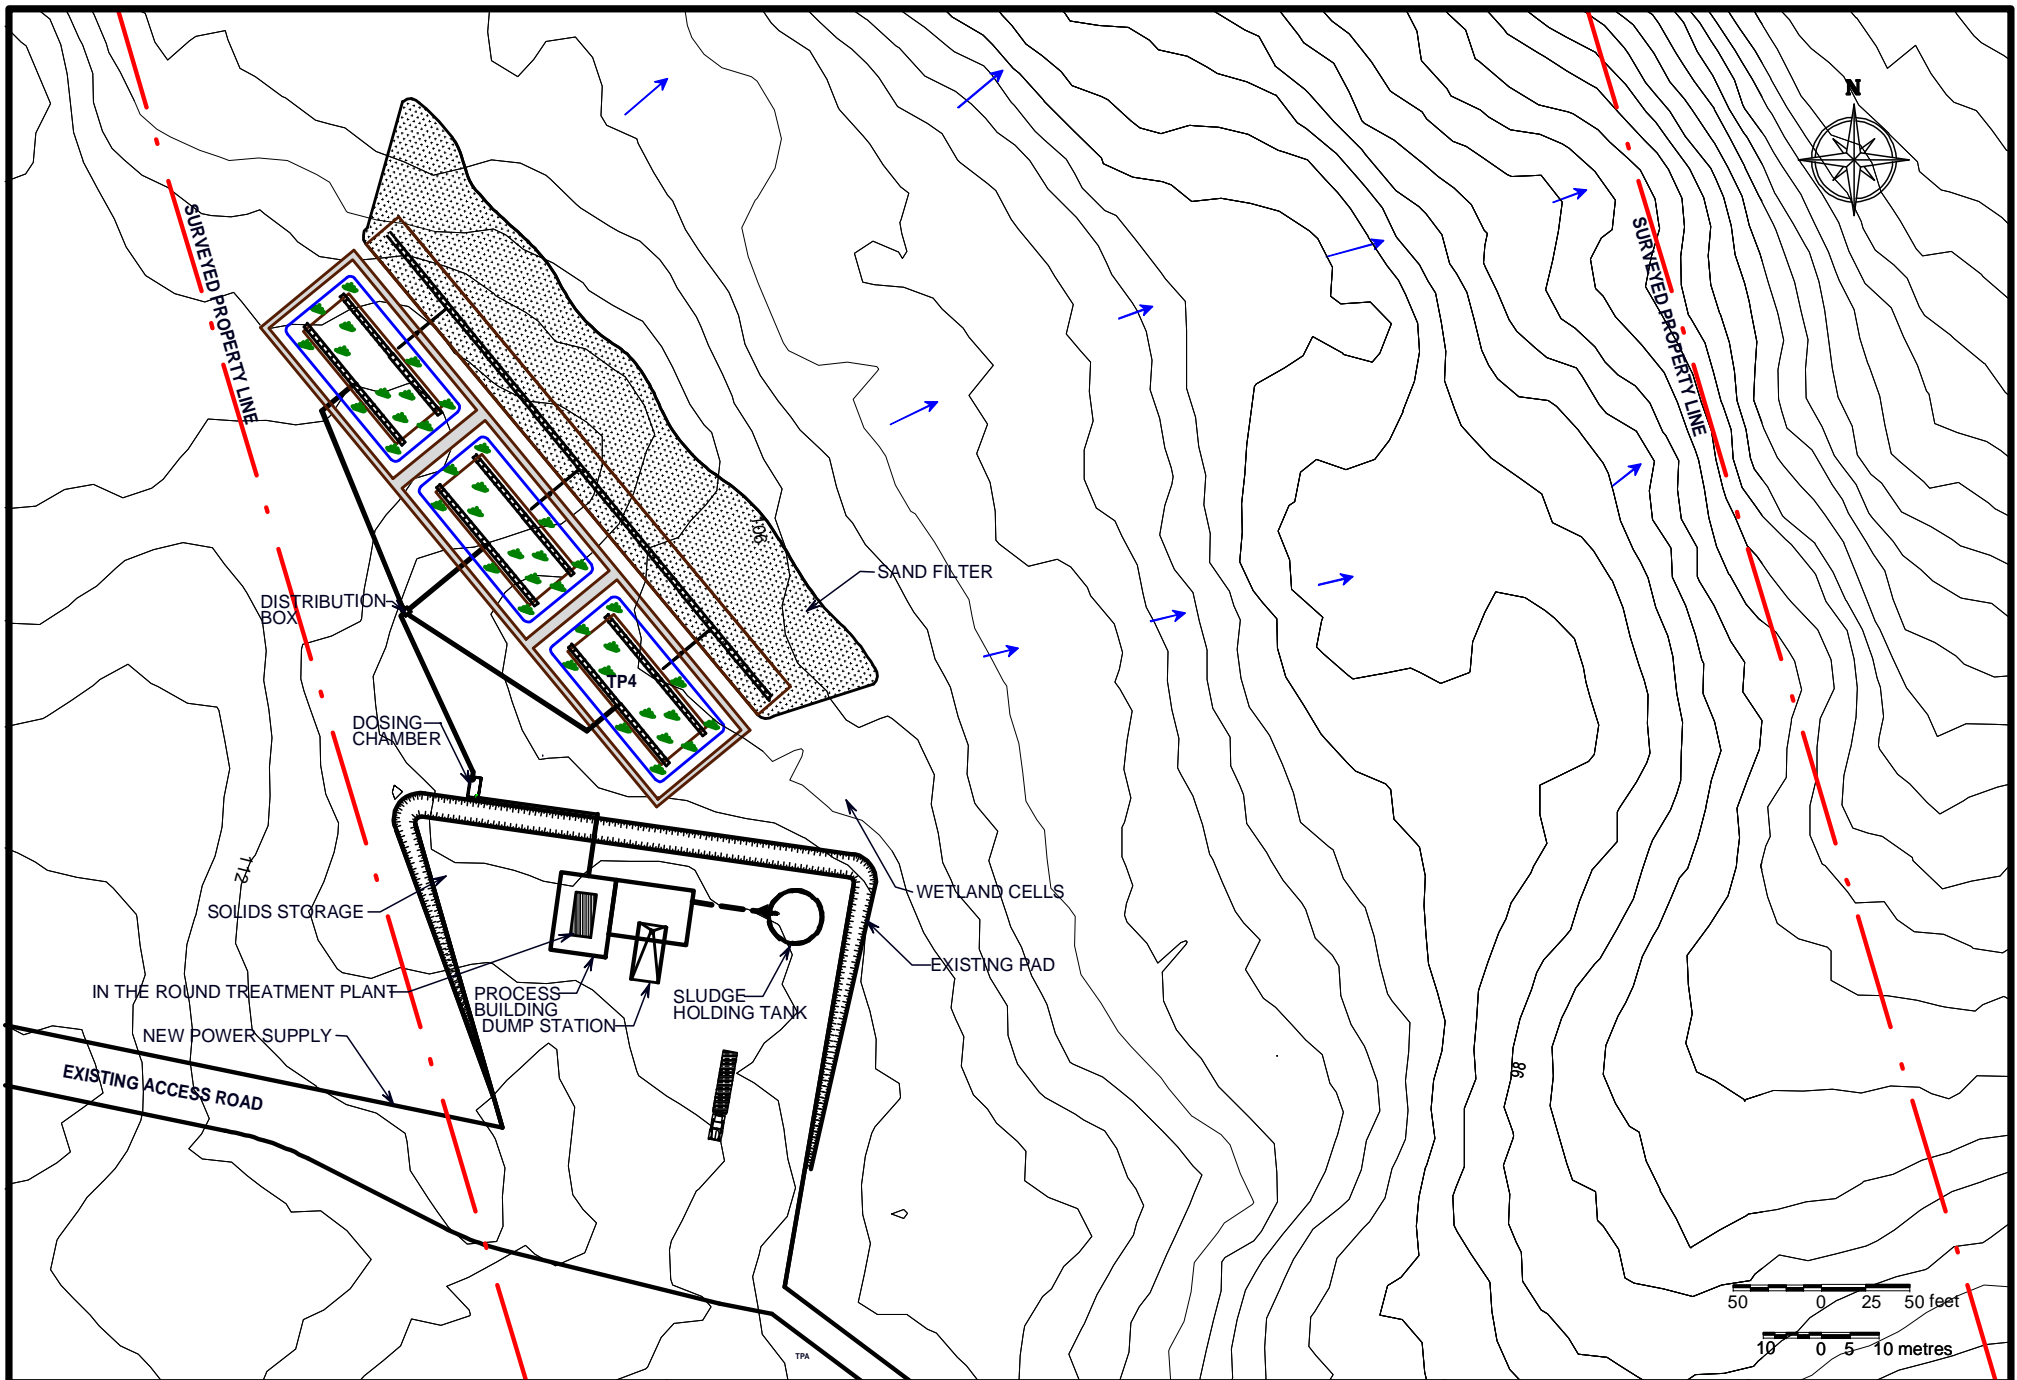 N
SURVEYED PROPERTY LINE
SURVEYED PROPERTY LINE
106
SAND FILTER
DISTRIBUTION
BOX
TP4
DOSING
CHAMBER
112
SOLIDS STORAGE
WETLAND CELLS
EXISTING PAD
IN THE ROUND TREATMENT PLANT
PROCESS
BUILDING
SLUDGE
HOLDING TANK
DUMP STATION
NEW POWER SUPPLY
EXISTING ACCESS ROAD
98
50 0 25 50 feet
10 0 5 10 metres
TPA